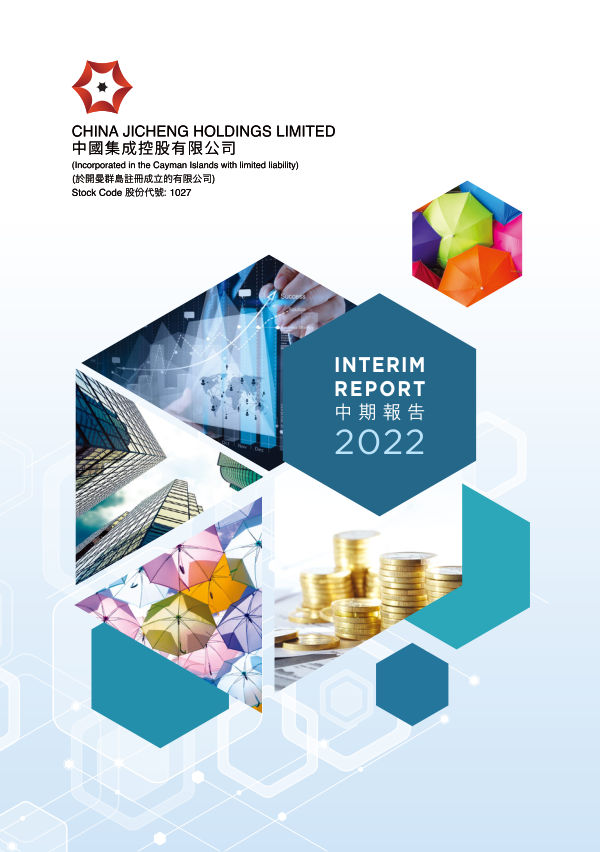 CHINA JICHENG HOLDINGS LIMITED
中國集成控股有限公司
(Incorporated in the Cayman Islands with limited liability)
(於開曼群島註冊成立的有限公司)
Stock Code 股份代號: 1027
Success
INTERIM
REPORT
中期報告
2022